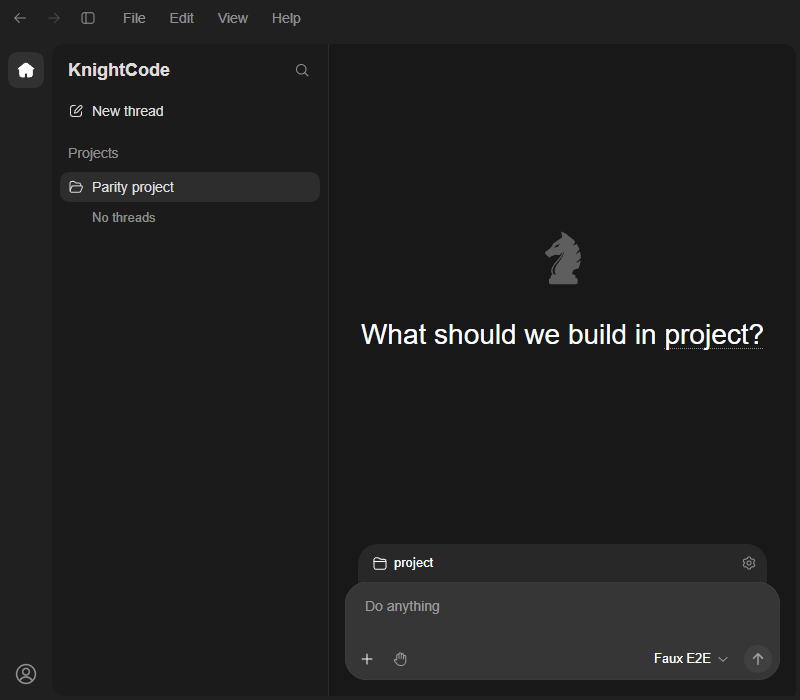 File Edit View Help
KnightCode
New thread
Projects
Parity project
No threads
What should we build in project?
project
Do anything
Faux E2E